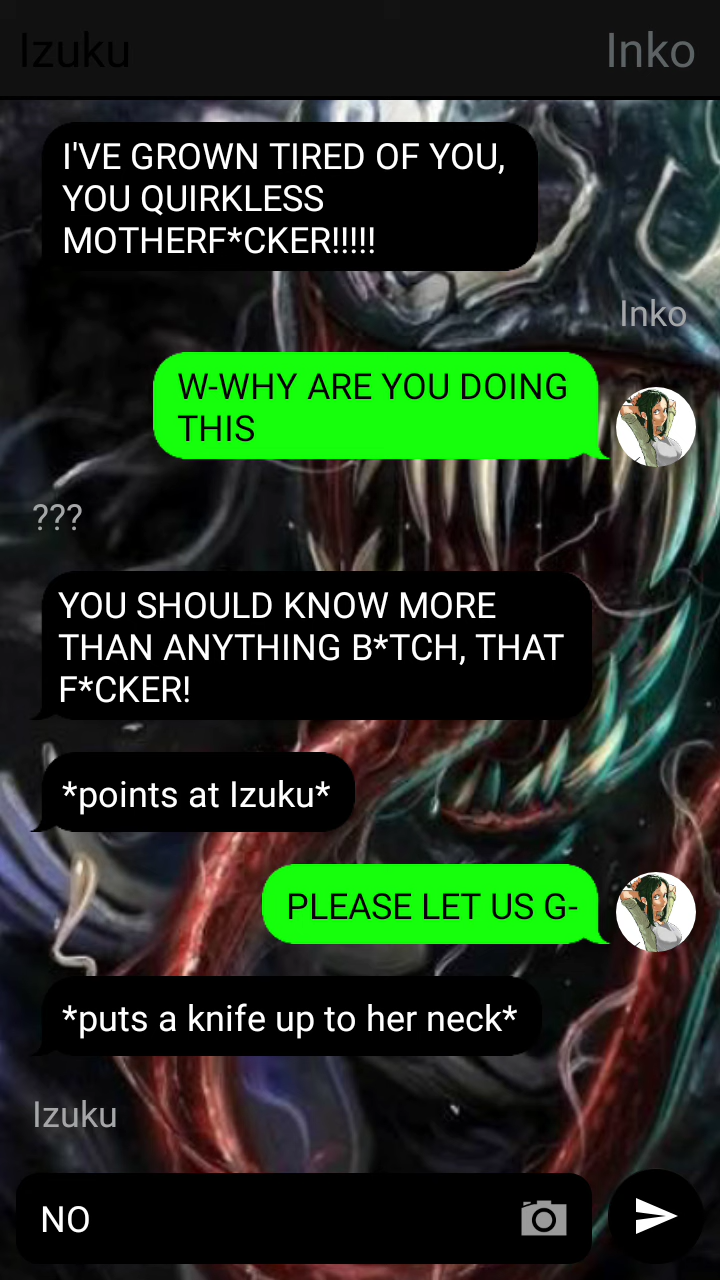 Izuku Inko
I'VE GROWN TIRED OF YOU,
YOU QUIRKLESS
MOTHERF*CKER!!!!!
Inko
W-WHY ARE YOU DOING
THIS
???
YOU SHOULD KNOW MORE
THAN ANYTHING B*TCH, THAT
F*CKER!
*points at Izuku*
PLEASE LET US G-
*puts a knife up to her neck*
Izuku
NO